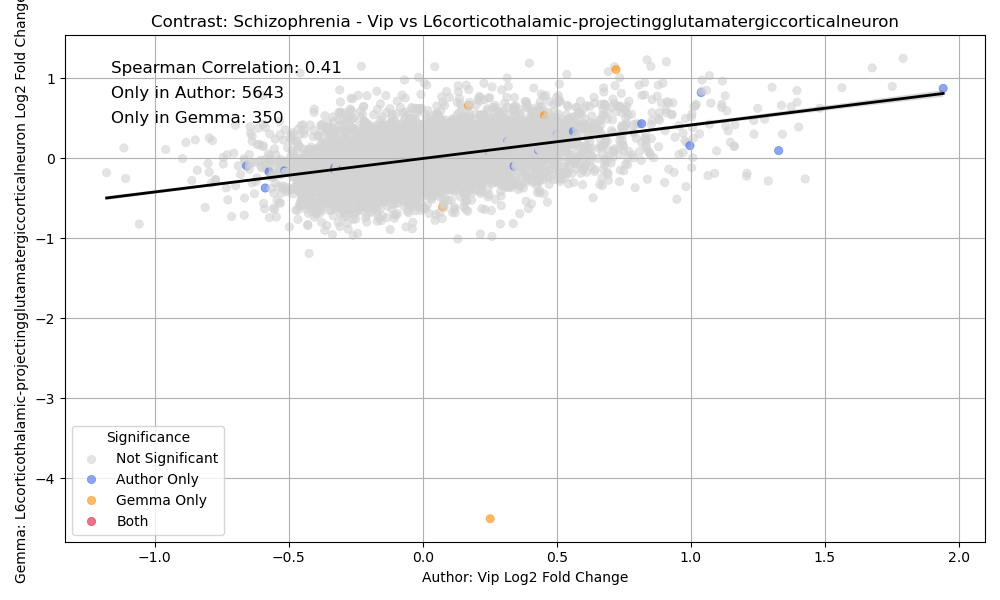 Contrast: Schizophrenia - Vip vs L6corticothalamic-projectingglutamatergiccorticalneuron
Gemma: L6corticothalamic-projectingglutamatergiccorticalneuron Log2 Fold Change
1
0
−1
−2
−3
−4
Spearman Correlation: 0.41
Only in Author: 5643
Only in Gemma: 350
Significance
Not Significant
Author Only
Gemma Only
Both
−1.0 −0.5 0.0 0.5 1.0 1.5 2.0
Author: Vip Log2 Fold Change